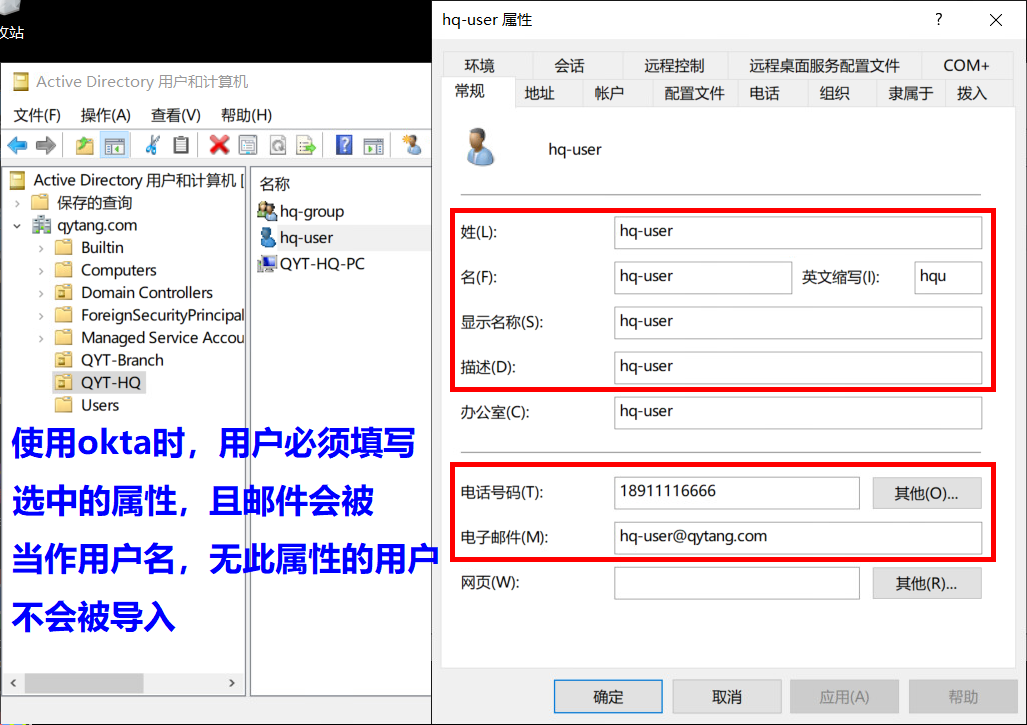 收站
Active Directory 用户和计算机
文件(F) 操作(A) 查看(V) 帮助(H)
Active Directory 用户和计算机 [
保存的查询
qytang.com
Builtin
Computers
Domain Controllers
ForeignSecurityPrincipal
Managed Service Accou
QYT-Branch
QYT-HQ
Users
名称
hq-group
hq-user
QYT-HQ-PC
使用okta时，用户必须填写
选中的属性，且邮件会被
当作用户名，无此属性的用户
不会被导入
hq-user 属性
?
环境 会话 远程控制 远程桌面服务配置文件 COM+
常规 地址 帐户 配置文件 电话 组织 隶属于 拨入
hq-user
姓(L): hq-user
名(F): hq-user 英文缩写(I): hqu
显示名称(S): hq-user
描述(D): hq-user
办公室(C): hq-user
电话号码(T): 18911116666 其他(O)...
电子邮件(M): hq-user@qytang.com
网页(W): 其他(R)...
确定 取消 应用(A) 帮助